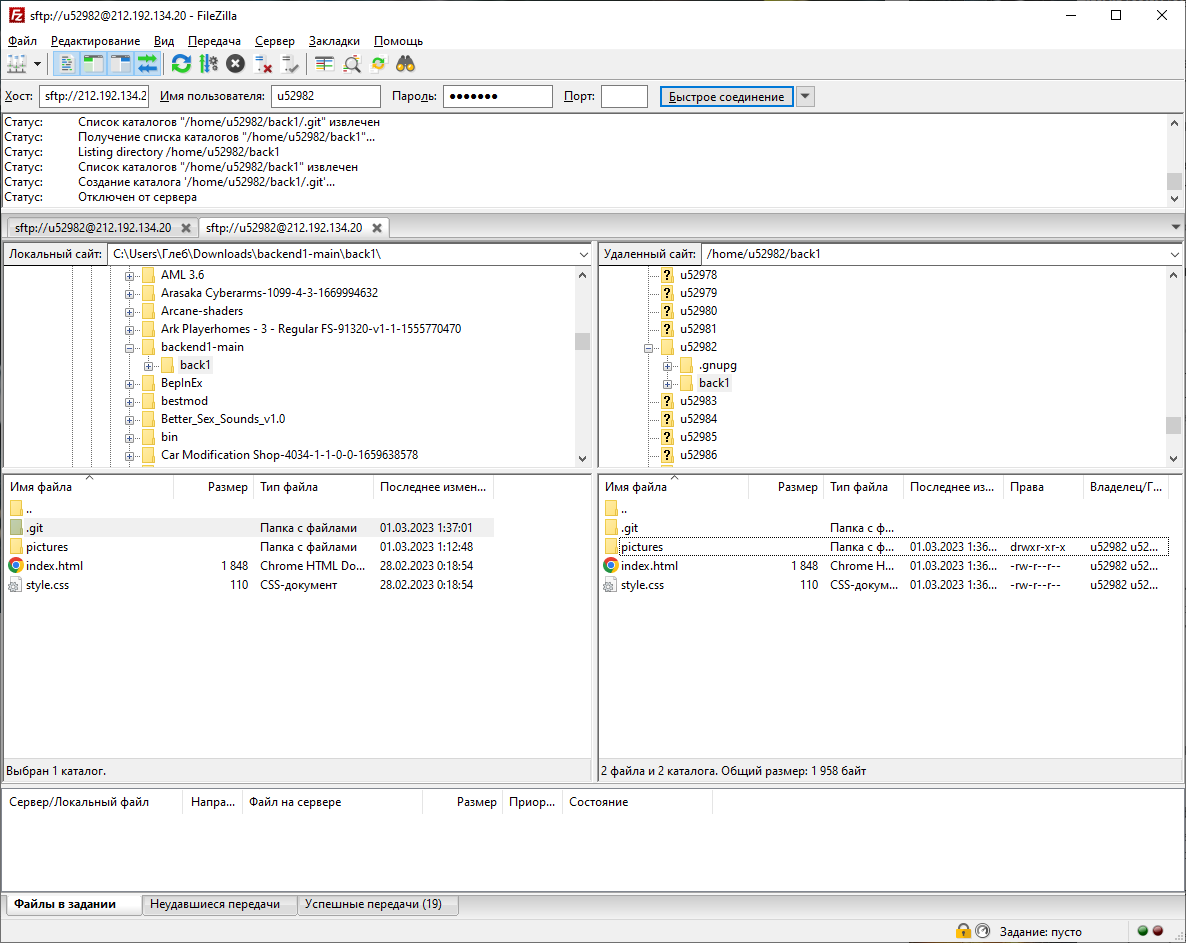 sftp://u52982@212.192.134.20 - FileZilla
Файл Редактирование Вид Передача Сервер Закладки Помощь
Хост: sftp://212.192.134.2 Имя пользователя: u52982 Пароль: ●●●●●●● Порт: Быстрое соединение
Статус: Список каталогов "/home/u52982/back1/.git" извлечен
Статус: Получение списка каталогов "/home/u52982/back1"...
Статус: Listing directory /home/u52982/back1
Статус: Список каталогов "/home/u52982/back1" извлечен
Статус: Создание каталога '/home/u52982/back1/.git'...
Статус: Отключен от сервера
sftp://u52982@212.192.134.20 sftp://u52982@212.192.134.20
Локальный сайт: C:\Users\Глеб\Downloads\backend1-main\back1\
AML 3.6
Arasaka Cyberarms-1099-4-3-1669994632
Arcane-shaders
Ark Playerhomes - 3 - Regular FS-91320-v1-1-1555770470
backend1-main
back1
BepInEx
bestmod
Better_Sex_Sounds_v1.0
bin
Car Modification Shop-4034-1-1-0-0-1659638578
Удаленный сайт: /home/u52982/back1
u52978
u52979
u52980
u52981
u52982
.gnupg
back1
u52983
u52984
u52985
u52986
Имя файла Размер Тип файла Последнее измен...
..
.git Папка с файлами 01.03.2023 1:37:01
pictures Папка с файлами 01.03.2023 1:12:48
index.html 1 848 Chrome HTML Do... 28.02.2023 0:18:54
style.css 110 CSS-документ 28.02.2023 0:18:54
Выбран 1 каталог.
Имя файла Размер Тип файла Последнее из... Права Владелец/Г...
..
.git Папка с ф...
pictures Папка с ф... 01.03.2023 1:36... drwxr-xr-x u52982 u52...
index.html 1 848 Chrome H... 01.03.2023 1:36... -rw-r--r-- u52982 u52...
style.css 110 CSS-докум... 01.03.2023 1:36... -rw-r--r-- u52982 u52...
2 файла и 2 каталога. Общий размер: 1 958 байт
Сервер/Локальный файл Напра... Файл на сервере Размер Приор... Состояние
Файлы в задании Неудавшиеся передачи Успешные передачи (19)
Задание: пусто